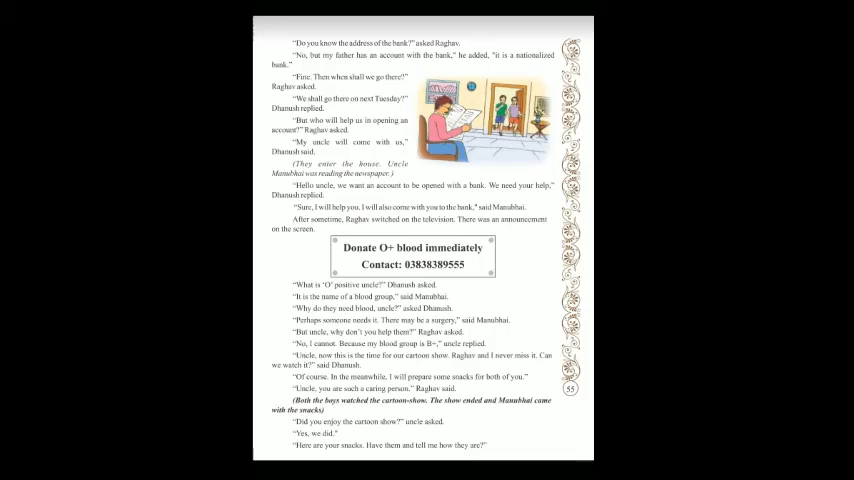 "Do you know the address of the bank?" asked Raghav.
"No, but my father has an account with the bank," he added, "it is a nationalized
bank."
"Fine. Then when shall we go there?"
Raghav asked.
"We shall go there on next Tuesday?"
Dhanush replied.
"But who will help us in opening an
account?" Raghav asked.
"My uncle will come with us,"
Dhanush said.
(They enter the house. Uncle
Manubhai was reading the newspaper. )
"Hello uncle, we want an account to be opened with a bank. We need your help,"
Dhanush replied.
"Sure, I will help you. I will also come with you to the bank," said Manubhai.
After sometime, Raghav switched on the television. There was an announcement
on the screen.
Donate O+ blood immediately
Contact: 03838389555
"What is 'O' positive uncle?" Dhanush asked.
"It is the name of a blood group," said Manubhai.
"Why do they need blood, uncle?" asked Dhanush.
"Perhaps someone needs it. There may be a surgery," said Manubhai.
"But uncle, why don't you help them?" Raghav asked.
"No, I cannot. Because my blood group is B+," uncle replied.
"Uncle, now this is the time for our cartoon show. Raghav and I never miss it. Can
we watch it?" said Dhanush.
"Of course. In the meanwhile, I will prepare some snacks for both of you."
"Uncle, you are such a caring person." Raghav said.
(Both the boys watched the cartoon-show. The show ended and Manubhai came
with the snacks)
"Did you enjoy the cartoon show?" uncle asked.
"Yes, we did."
"Here are your snacks. Have them and tell me how they are?"
55